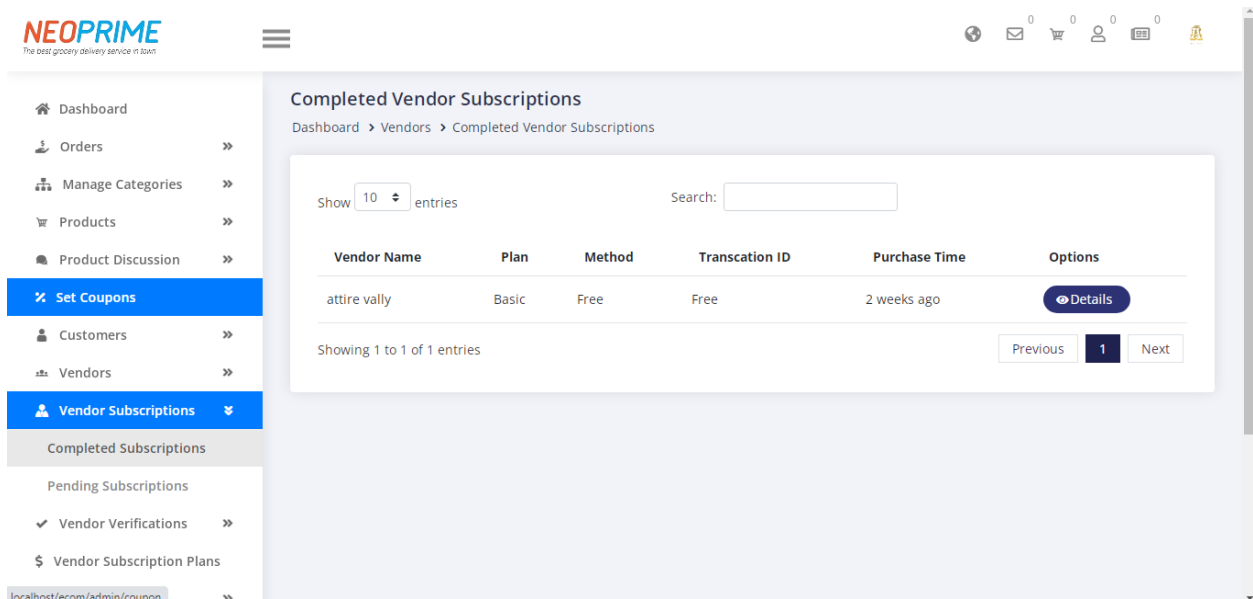 NEOPRIME
The best grocery delivery service in town
0 0 0 0
Dashboard
Orders
Manage Categories
Products
Product Discussion
Set Coupons
Customers
Vendors
Vendor Subscriptions
Completed Subscriptions
Pending Subscriptions
Vendor Verifications
$ Vendor Subscription Plans
localhost/ecom/admin/coupon
Completed Vendor Subscriptions
Dashboard > Vendors > Completed Vendor Subscriptions
Show 10 entries Search:
Vendor Name Plan Method Transcation ID Purchase Time Options
attire vally Basic Free Free 2 weeks ago Details
Showing 1 to 1 of 1 entries Previous 1 Next